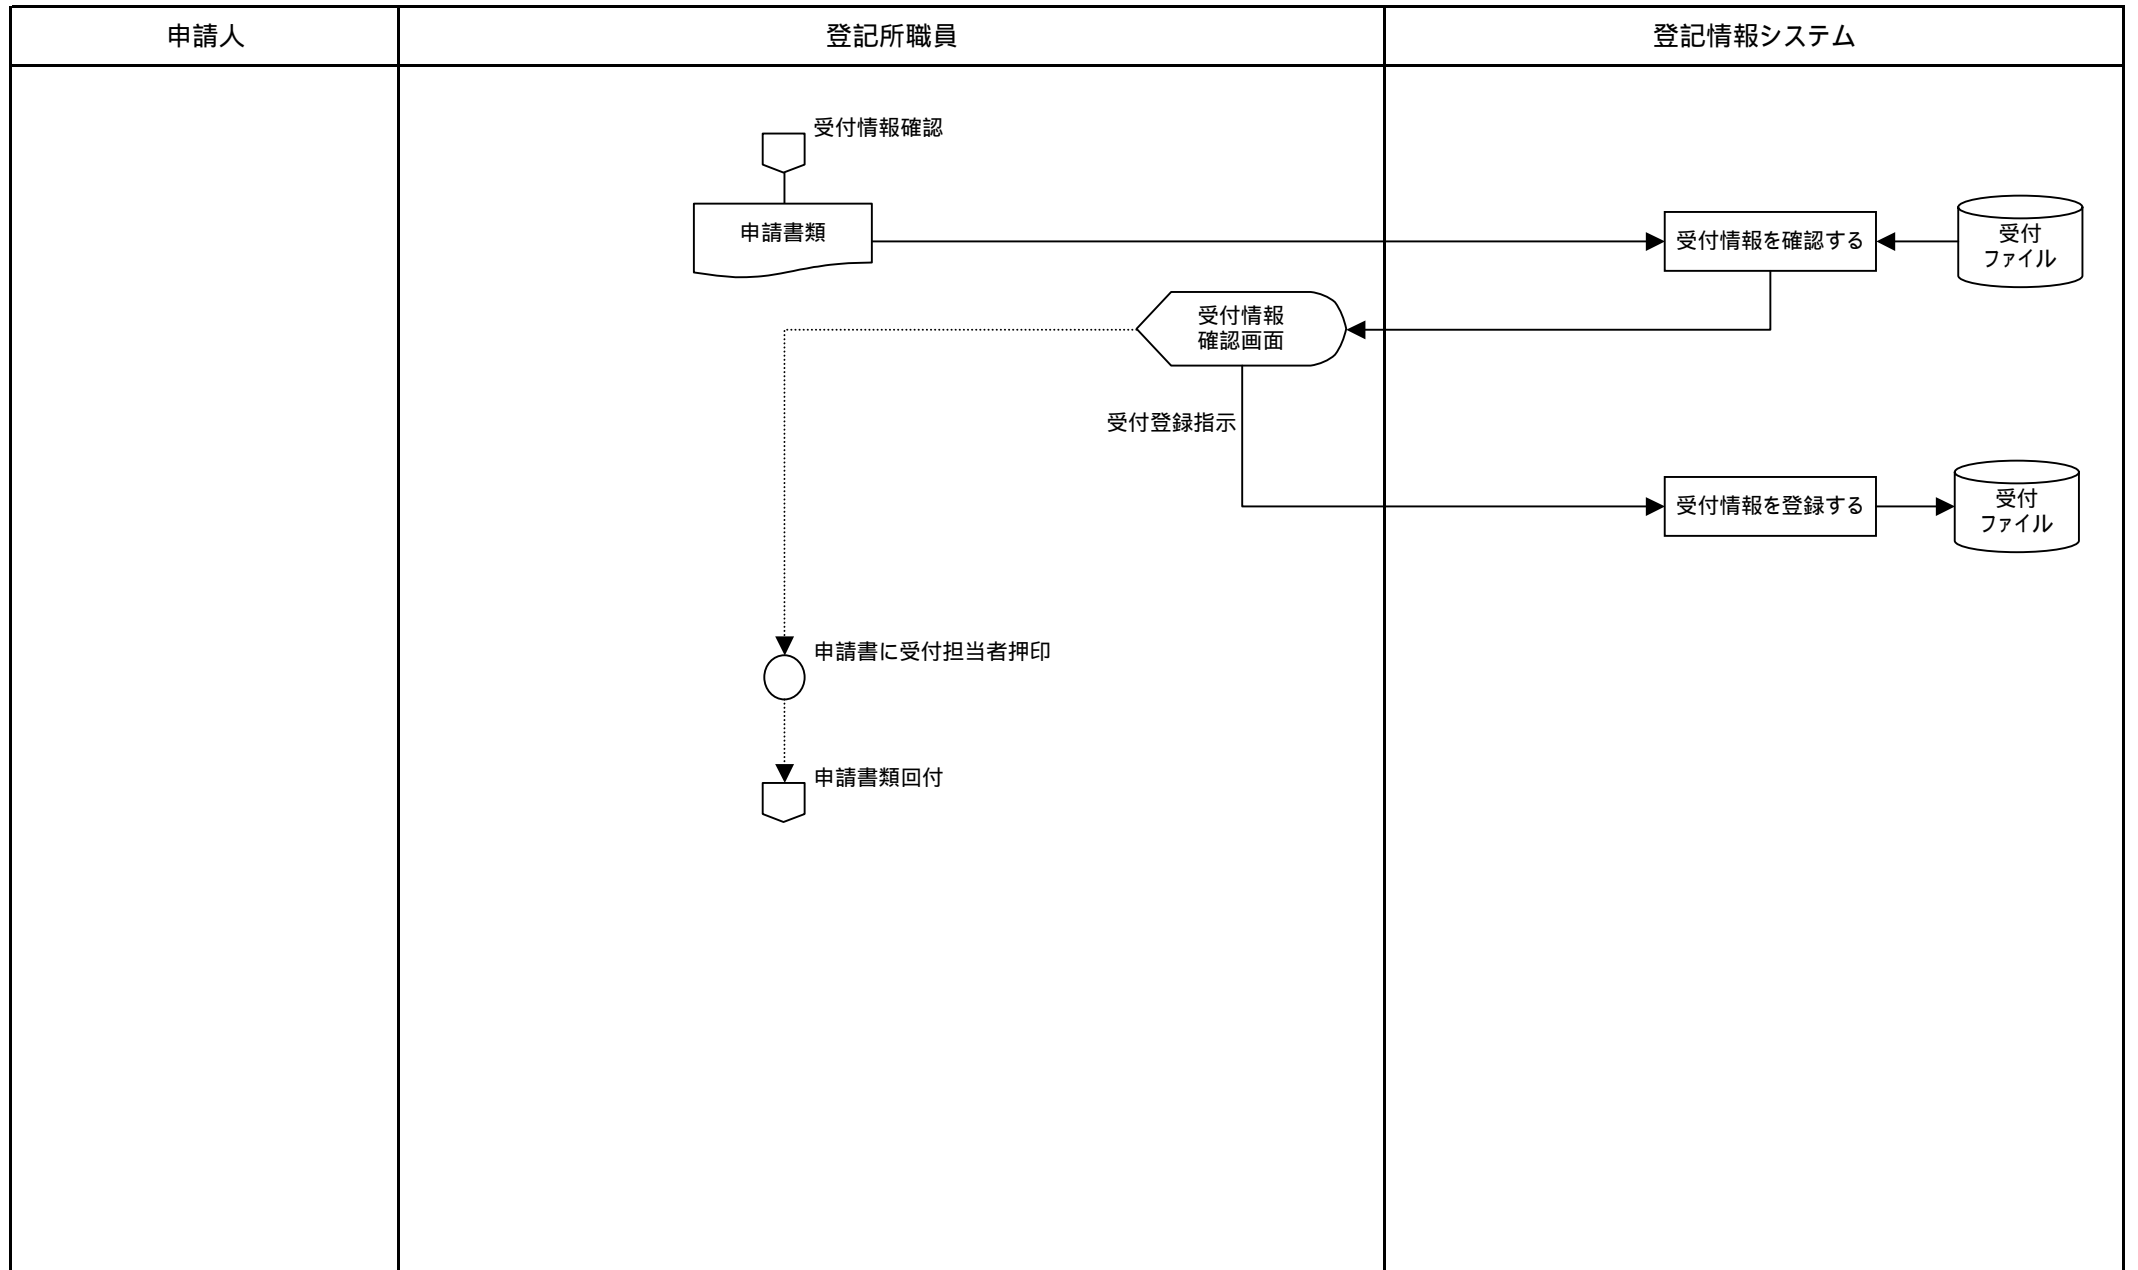 申請人
登記所職員
登記情報システム
受付情報確認
申請書類
受付情報を確認する
受付
ファイル
受付情報
確認画面
受付登録指示
受付情報を登録する
受付
ファイル
申請書に受付担当者押印
申請書類回付